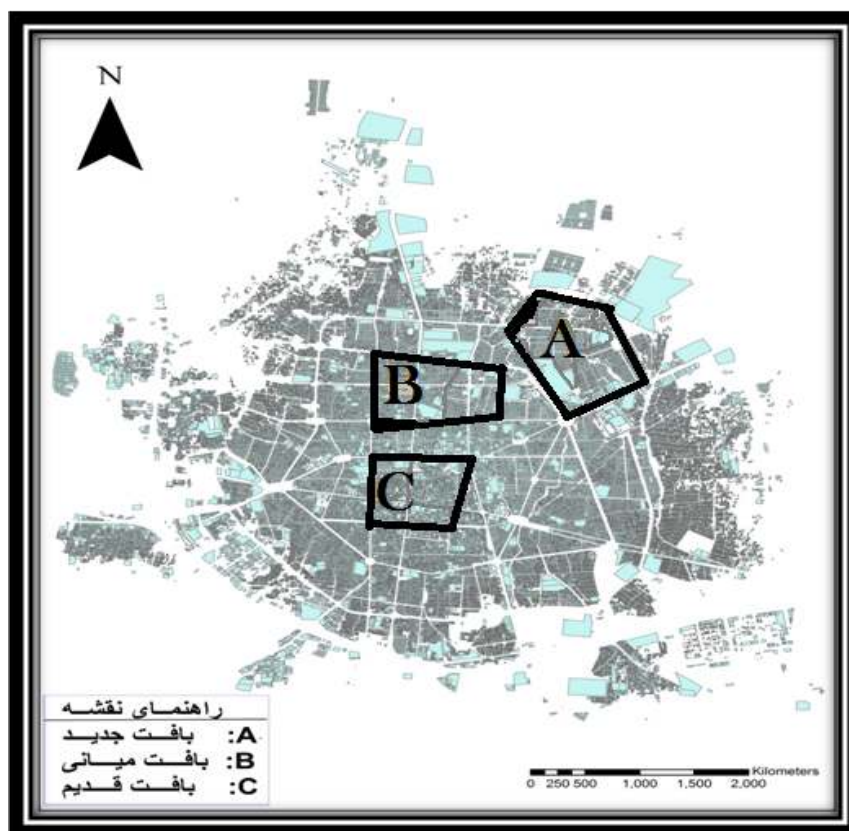 N
A
B
C
راهنمای نقشه
A: بافت جدید
B: بافت میانی
C: بافت قدیم
Kilometers
0 250 500 1,000 1,500 2,000